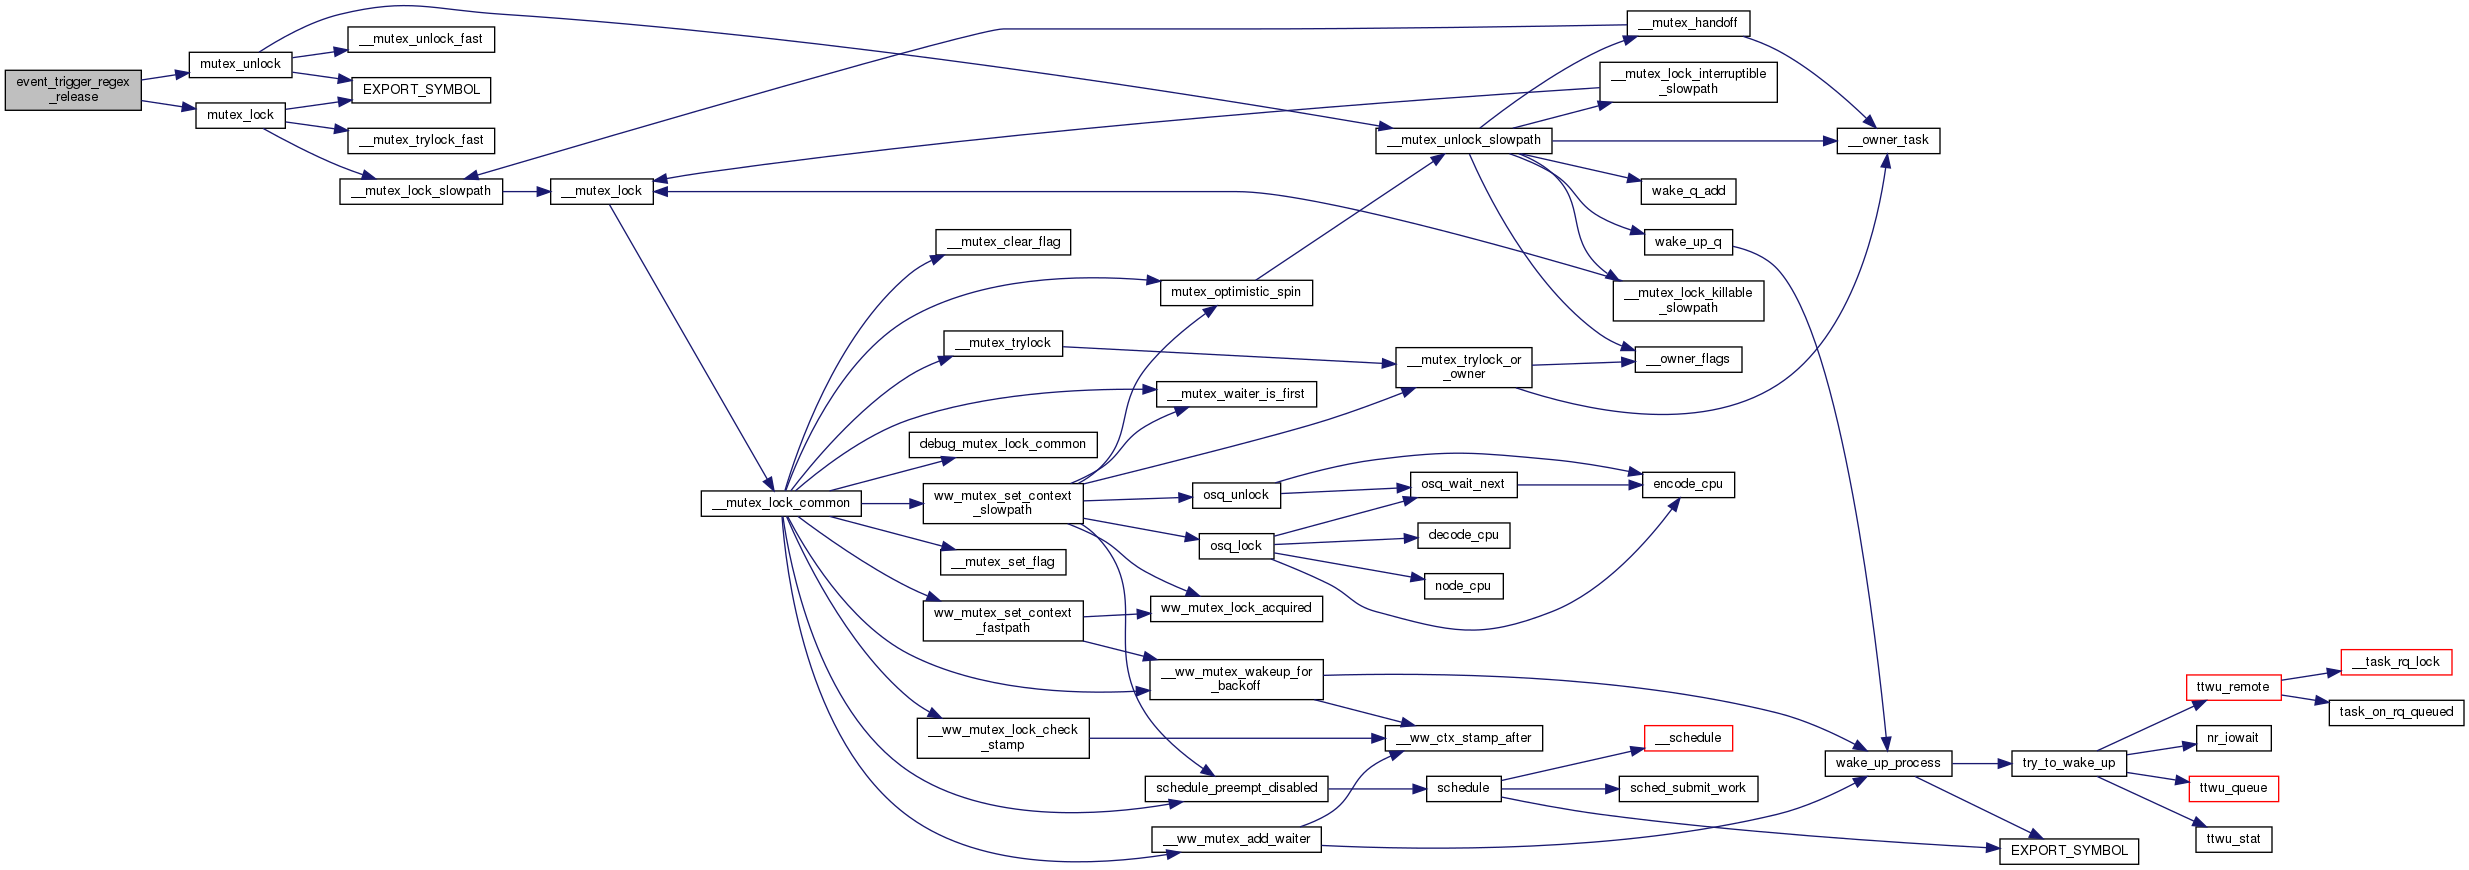 event_trigger_regex
_release
mutex_unlock
mutex_lock
__mutex_unlock_fast
EXPORT_SYMBOL
__mutex_trylock_fast
__mutex_lock_slowpath
__mutex_lock
__mutex_lock_common
__mutex_clear_flag
__mutex_trylock
debug_mutex_lock_common
ww_mutex_set_context
_slowpath
__mutex_set_flag
ww_mutex_set_context
_fastpath
__ww_mutex_lock_check
_stamp
mutex_optimistic_spin
__mutex_waiter_is_first
osq_unlock
osq_lock
ww_mutex_lock_acquired
__ww_mutex_wakeup_for
_backoff
schedule_preempt_disabled
__ww_mutex_add_waiter
__mutex_unlock_slowpath
__mutex_trylock_or
_owner
osq_wait_next
decode_cpu
node_cpu
__ww_ctx_stamp_after
schedule
__mutex_handoff
__mutex_lock_interruptible
_slowpath
wake_q_add
wake_up_q
__mutex_lock_killable
_slowpath
__owner_flags
encode_cpu
__schedule
sched_submit_work
__owner_task
wake_up_process
try_to_wake_up
EXPORT_SYMBOL
ttwu_remote
nr_iowait
ttwu_queue
ttwu_stat
__task_rq_lock
task_on_rq_queued